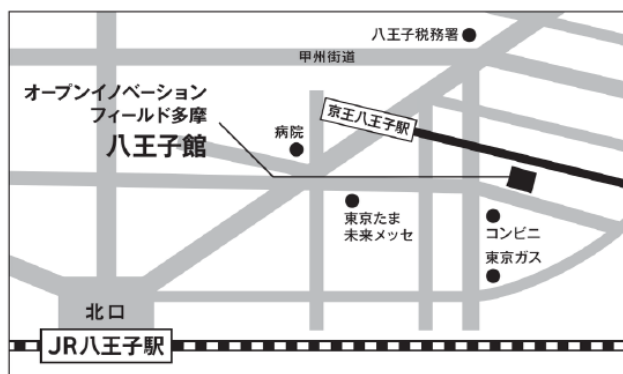 八王子税務署
甲州街道
オープンイノベーション
フィールド多摩
八王子館
病院
京王八王子駅
東京たま
未来メッセ
コンビニ
東京ガス
北口
JR八王子駅